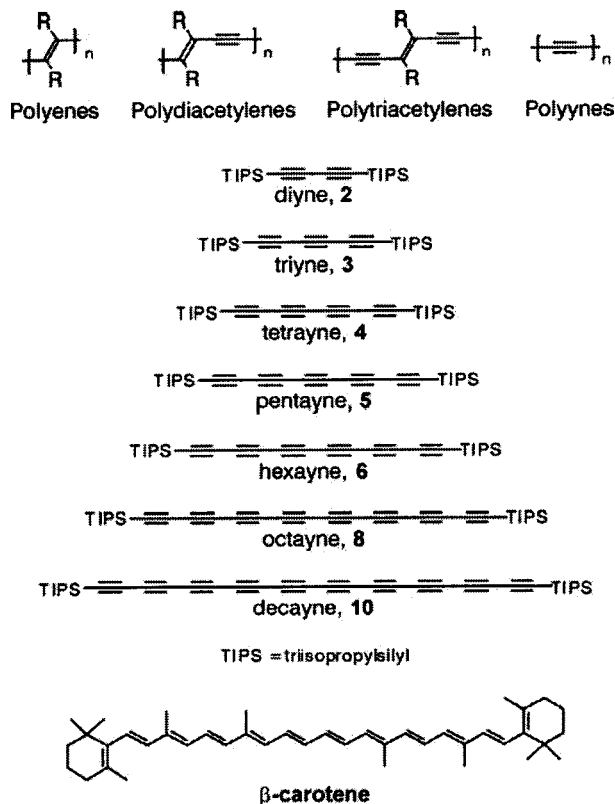 R R R
n n n n
R R R
Polyenes Polydiacetylenes Polytriacetylenes Polyynes
TIPS TIPS
diyne, 2
TIPS TIPS
triyne, 3
TIPS TIPS
tetrayne, 4
TIPS TIPS
pentayne, 5
TIPS TIPS
hexayne, 6
TIPS TIPS
octayne, 8
TIPS TIPS
decayne, 10
TIPS = triisopropylsilyl
β-carotene